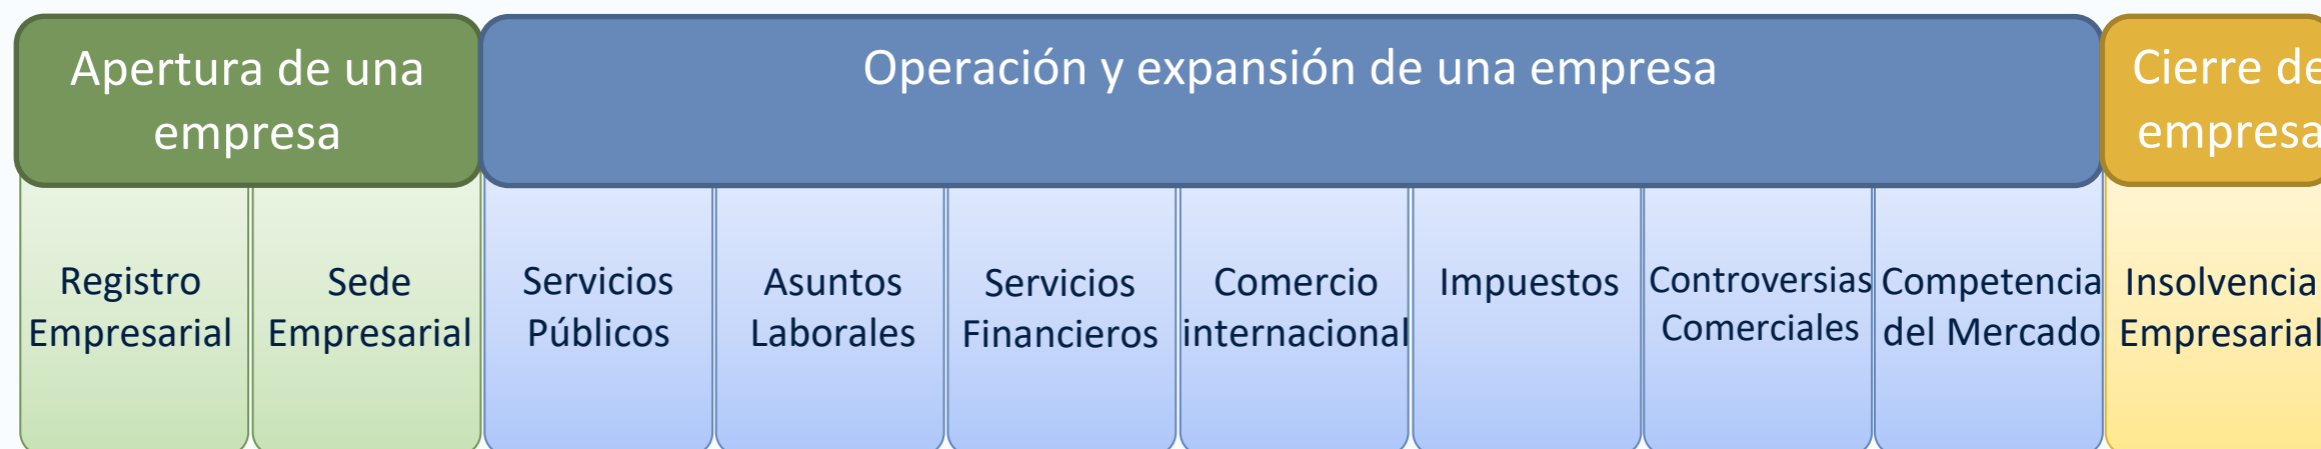 Apertura de una
empresa
Operación y expansión de una empresa
Cierre de
empresa
Registro
Empresarial
Sede
Empresarial
Servicios
Públicos
Asuntos
Laborales
Servicios
Financieros
Comercio
internacional
Impuestos
Controversias
Comerciales
Competencia
del Mercado
Insolvencia
Empresarial